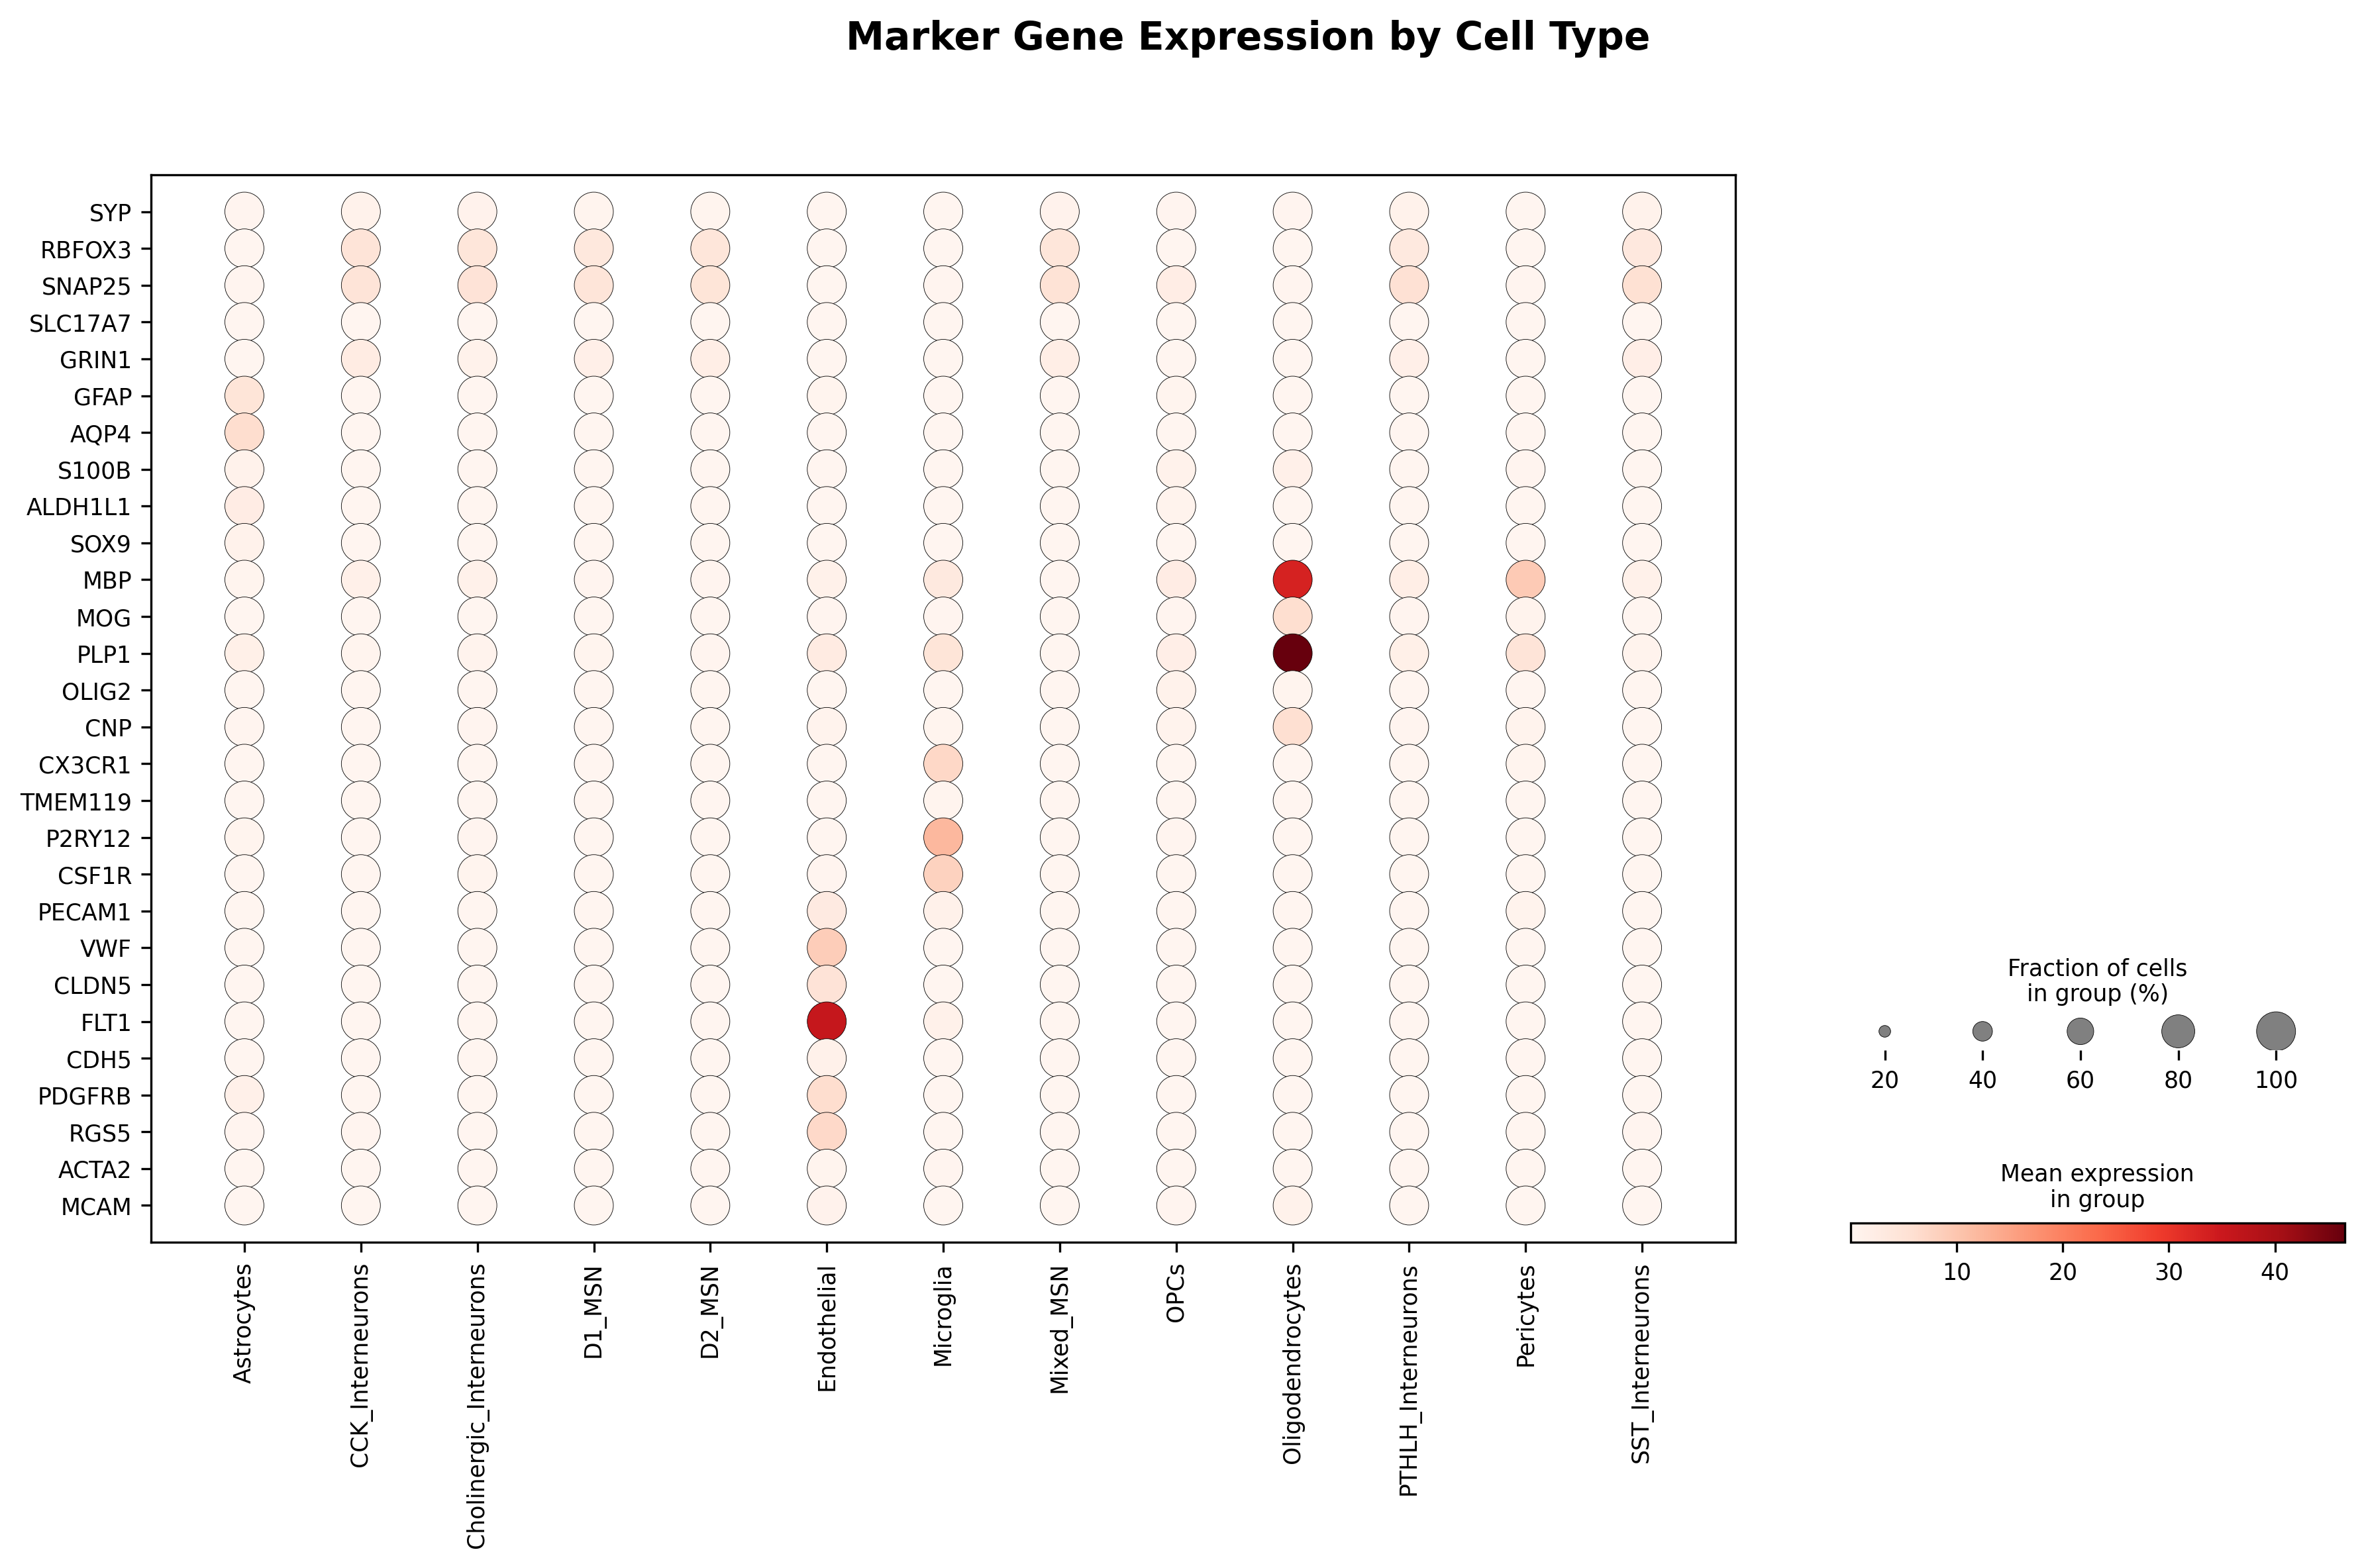 Marker Gene Expression by Cell Type
SYP
RBFOX3
SNAP25
SLC17A7
GRIN1
GFAP
AQP4
S100B
ALDH1L1
SOX9
MBP
MOG
PLP1
OLIG2
CNP
CX3CR1
TMEM119
P2RY12
CSF1R
PECAM1
VWF
CLDN5
FLT1
CDH5
PDGFRB
RGS5
ACTA2
MCAM
Astrocytes
CCK_Interneurons
Cholinergic_Interneurons
D1_MSN
D2_MSN
Endothelial
Microglia
Mixed_MSN
OPCs
Oligodendrocytes
PTHLH_Interneurons
Pericytes
SST_Interneurons
Fraction of cells
in group (%)
20 40 60 80 100
Mean expression
in group
10 20 30 40